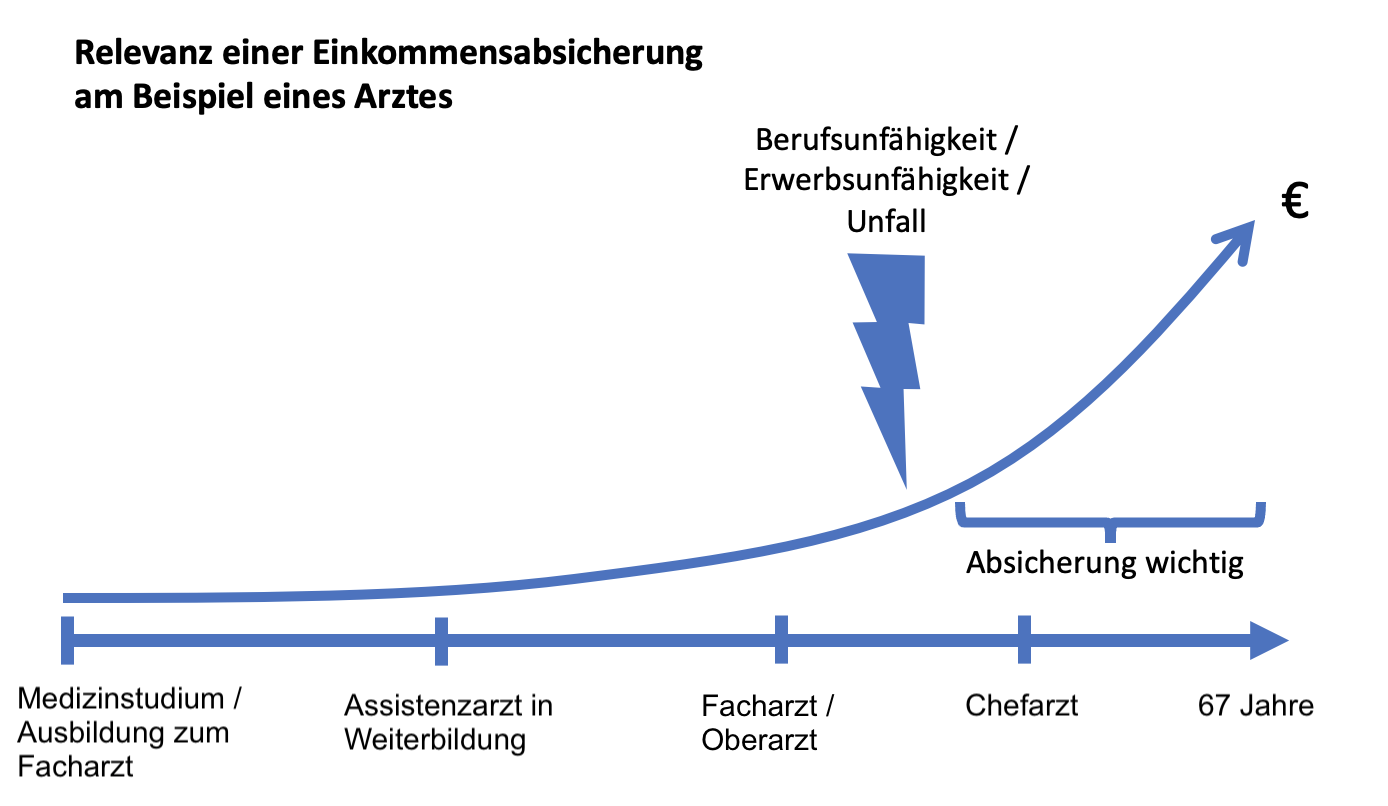 Relevanz einer Einkommensabsicherung
am Beispiel eines Arztes
Berufsunfähigkeit /
Erwerbsunfähigkeit /
Unfall
€
Absicherung wichtig
Medizinstudium /
Ausbildung zum
Facharzt
Assistenzarzt in
Weiterbildung
Facharzt /
Oberarzt
Chefarzt
67 Jahre